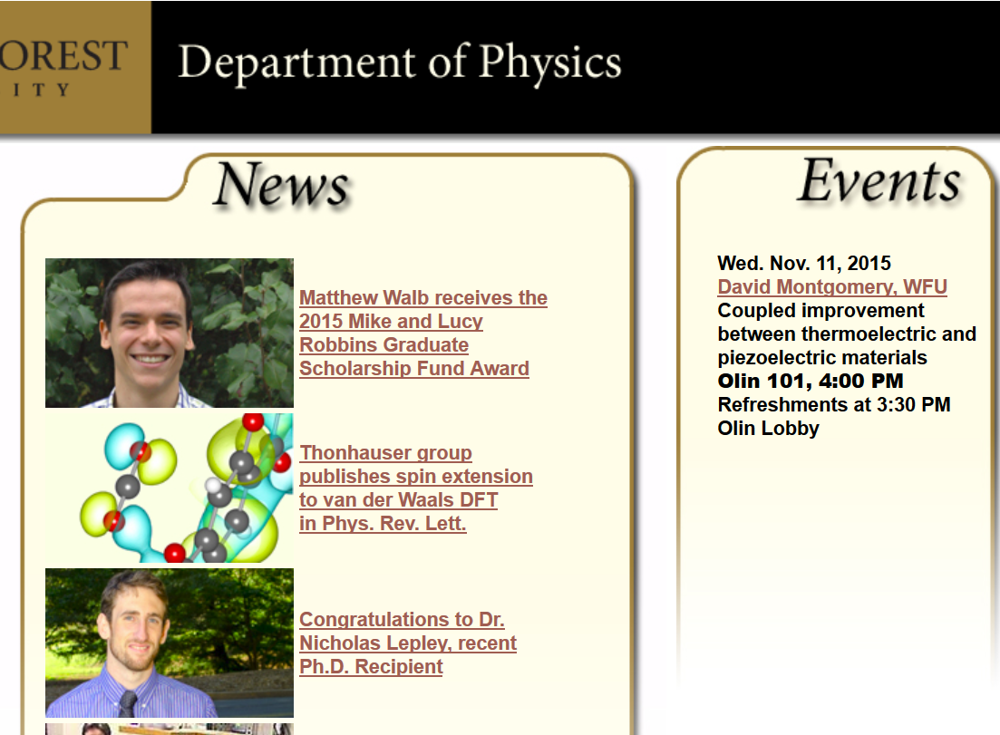 OREST
ITY
Department of Physics
News
Matthew Walb receives the
2015 Mike and Lucy
Robbins Graduate
Scholarship Fund Award
Thonhauser group
publishes spin extension
to van der Waals DFT
in Phys. Rev. Lett.
Congratulations to Dr.
Nicholas Lepley, recent
Ph.D. Recipient
Events
Wed. Nov. 11, 2015
David Montgomery, WFU
Coupled improvement
between thermoelectric and
piezoelectric materials
Olin 101, 4:00 PM
Refreshments at 3:30 PM
Olin Lobby